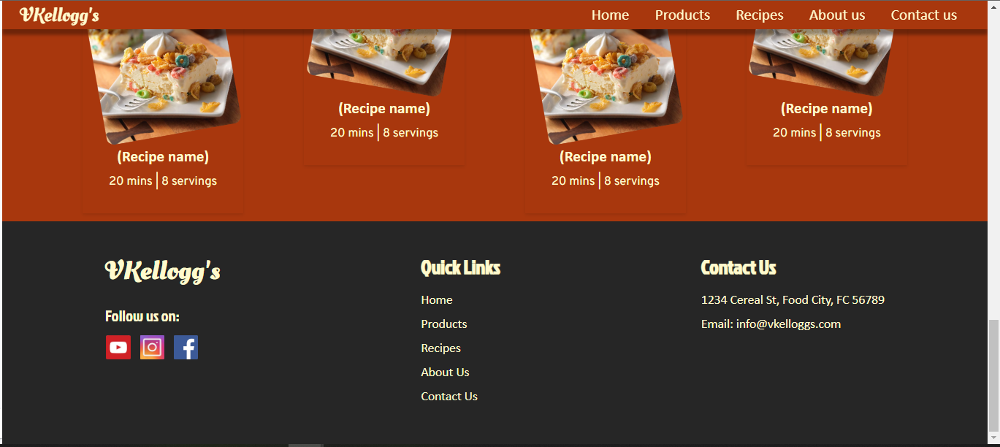 VKellogg's
Home Products Recipes About us Contact us
(Recipe name)
20 mins | 8 servings
(Recipe name)
20 mins | 8 servings
(Recipe name)
20 mins | 8 servings
(Recipe name)
20 mins | 8 servings
VKellogg's
Follow us on:
Quick Links
Home
Products
Recipes
About Us
Contact Us
Contact Us
1234 Cereal St, Food City, FC 56789
Email: info@vkelloggs.com